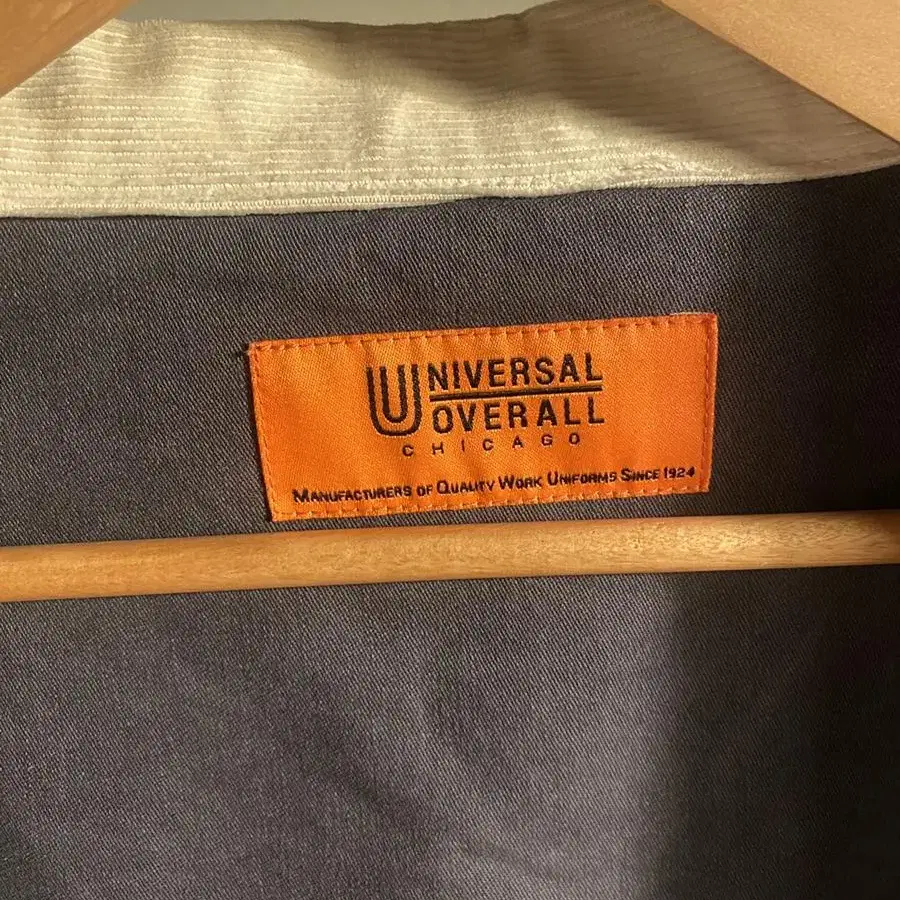 UNIVERSAL
OVERALL
CHICAGO
MANUFACTURERS OF QUALITY WORK UNIFORMS SINCE 1924